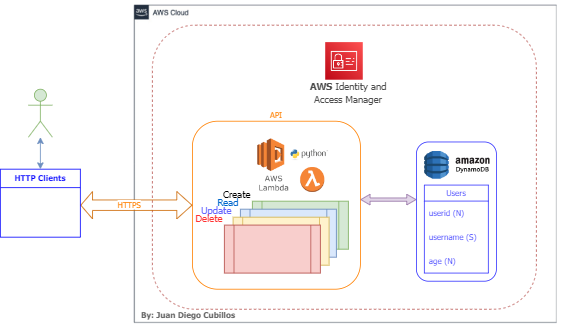 aws
AWS Cloud
AWS Identity and
Access Manager
API
python
AWS
Lambda
λ
HTTP Clients
HTTPS
Create
Read
Update
Delete
amazon
DynamoDB
Users
userid (N)
username (S)
age (N)
By: Juan Diego Cubillos